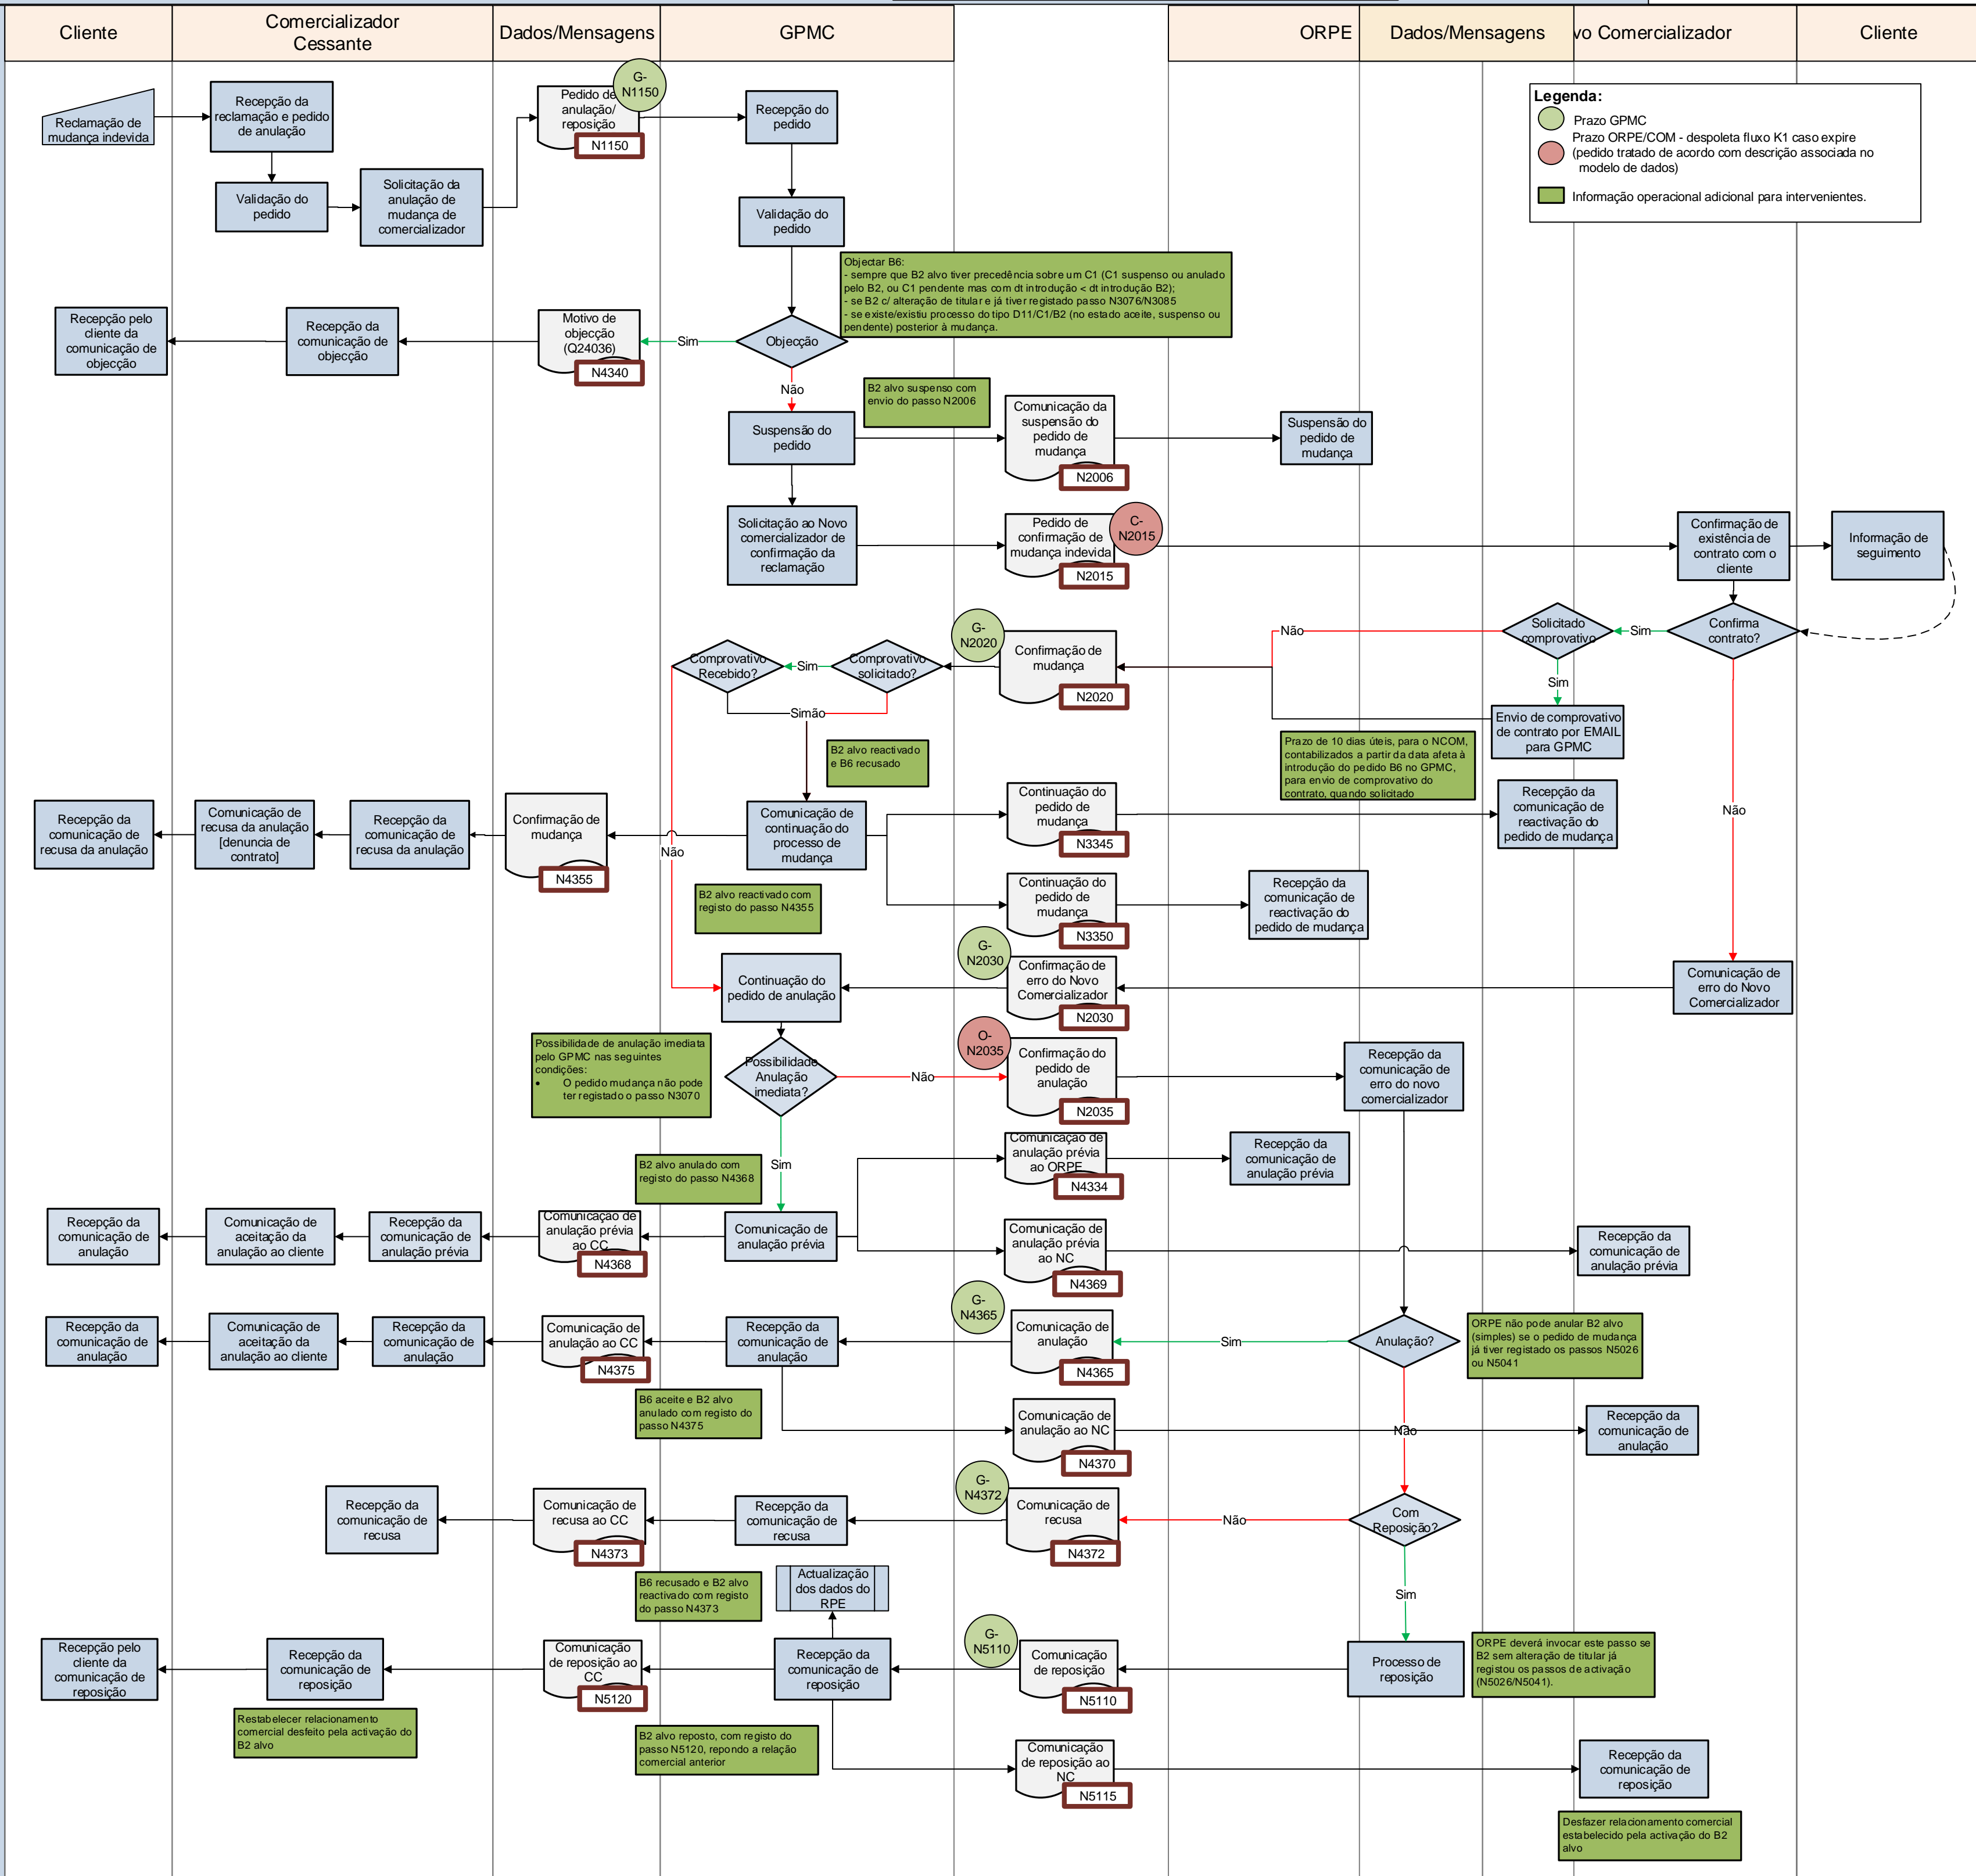 Cliente
Comercializador
Cessante
Dados/Mensagens
GPMC
ORPE
Dados/Mensagens
vo Comercializador
Cliente
Legenda:
Prazo GPMC
Prazo ORPE/COM - despoleta fluxo K1 caso expire
(pedido tratado de acordo com descrição associada no
modelo de dados)
Informação operacional adicional para intervenientes.
Reclamação de
mudança indevida
Recepção da
reclamação e pedido
de anulação
Validação do
pedido
Solicitação da
anulação de
mudança de
comercializador
Pedido de
anulação/
reposição
N1150
G-
N1150
Recepção do
pedido
Validação do
pedido
Objectar B6:
- sempre que B2 alvo tiver precedência sobre um C1 (C1 suspenso ou anulado
pelo B2, ou C1 pendente mas com dt introdução < dt introdução B2);
- se B2 c/ alteração de titular e já tiver registado passo N3076/N3085
- se existe/existiu processo do tipo D11/C1/B2 (no estado aceite, suspenso ou
pendente) posterior à mudança.
Recepção pelo
cliente da
comunicação de
objecção
Recepção da
comunicação de
objecção
Motivo de
objecção
(Q24036)
N4340
Sim
Objecção
Não
B2 alvo suspenso com
envio do passo N2006
Suspensão do
pedido
Comunicação da
suspensão do
pedido de
mudança
N2006
Suspensão do
pedido de
mudança
Solicitação ao Novo
comercializador de
confirmação da
reclamação
Pedido de
confirmação de
mudança indevida
N2015
C-
N2015
Confirmação de
existência de
contrato com o
cliente
Informação de
seguimento
Comprovativo
Recebido?
Sim
Comprovativo
solicitado?
G-
N2020
Confirmação de
mudança
N2020
Não
Solicitado
comprovativo
Sim
Confirma
contrato?
Sim
Simão
Envio de comprovativo
de contrato por EMAIL
para GPMC
B2 alvo reactivado
e B6 recusado
Prazo de 10 dias úteis, para o NCOM,
contabilizados a partir da data afeta à
introdução do pedido B6 no GPMC,
para envio de comprovativo do
contrato, quando solicitado
Recepção da
comunicação de
recusa da anulação
Comunicação de
recusa da anulação
[denuncia de
contrato]
Recepção da
comunicação de
recusa da anulação
Confirmação de
mudança
N4355
Não
Comunicação de
continuação do
processo de
mudança
Continuação do
pedido de
mudança
N3345
Recepção da
comunicação de
reactivação do
pedido de mudança
Não
B2 alvo reactivado com
registo do passo N4355
Continuação do
pedido de
mudança
N3350
Recepção da
comunicação de
reactivação do
pedido de mudança
Continuação do
pedido de anulação
G-
N2030
Confirmação de
erro do Novo
Comercializador
N2030
Comunicação de
erro do Novo
Comercializador
Possibilidade de anulação imediata
pelo GPMC nas seguintes
condições:
• O pedido mudança não pode
ter registado o passo N3070
Possibilidade
Anulação
imediata?
Não
O-
N2035
Confirmação do
pedido de
anulação
N2035
Recepção da
comunicação de
erro do novo
comercializador
B2 alvo anulado com
registo do passo N4368
Sim
Comunicação de
anulação prévia
ao ORPE
N4334
Recepção da
comunicação de
anulação prévia
Recepção da
comunicação de
anulação
Comunicação de
aceitação da
anulação ao cliente
Recepção da
comunicação de
anulação prévia
Comunicação de
anulação prévia
ao CC
N4368
Comunicação de
anulação prévia
Comunicação de
anulação prévia
ao NC
N4369
Recepção da
comunicação de
anulação prévia
Recepção da
comunicação de
anulação
Comunicação de
aceitação da
anulação ao cliente
Recepção da
comunicação de
anulação
Comunicação de
anulação ao CC
N4375
Recepção da
comunicação de
anulação
G-
N4365
Comunicação de
anulação
N4365
Sim
Anulação?
ORPE não pode anular B2 alvo
(simples) se o pedido de mudança
já tiver registado os passos N5026
ou N5041
B6 aceite e B2 alvo
anulado com registo do
passo N4375
Comunicação de
anulação ao NC
N4370
Não
Recepção da
comunicação de
anulação
Recepção da
comunicação de
recusa
Comunicação de
recusa ao CC
N4373
Recepção da
comunicação de
recusa
G-
N4372
Comunicação de
recusa
N4372
Não
Com
Reposição?
B6 recusado e B2 alvo
reactivado com registo
do passo N4373
Actualização
dos dados do
RPE
Sim
Recepção pelo
cliente da
comunicação de
reposição
Recepção da
comunicação de
reposição
Comunicação
de reposição ao
CC
N5120
Recepção da
comunicação de
reposição
G-
N5110
Comunicação
de reposição
N5110
Processo de
reposição
ORPE deverá invocar este passo se
B2 sem alteração de titular já
registou os passos de activação
(N5026/N5041).
Restabelecer relacionamento
comercial desfeito pela activação do
B2 alvo
B2 alvo reposto, com registo do
passo N5120, repondo a relação
comercial anterior
Comunicação
de reposição ao
NC
N5115
Recepção da
comunicação de
reposição
Desfazer relacionamento comercial
estabelecido pela activação do B2
alvo